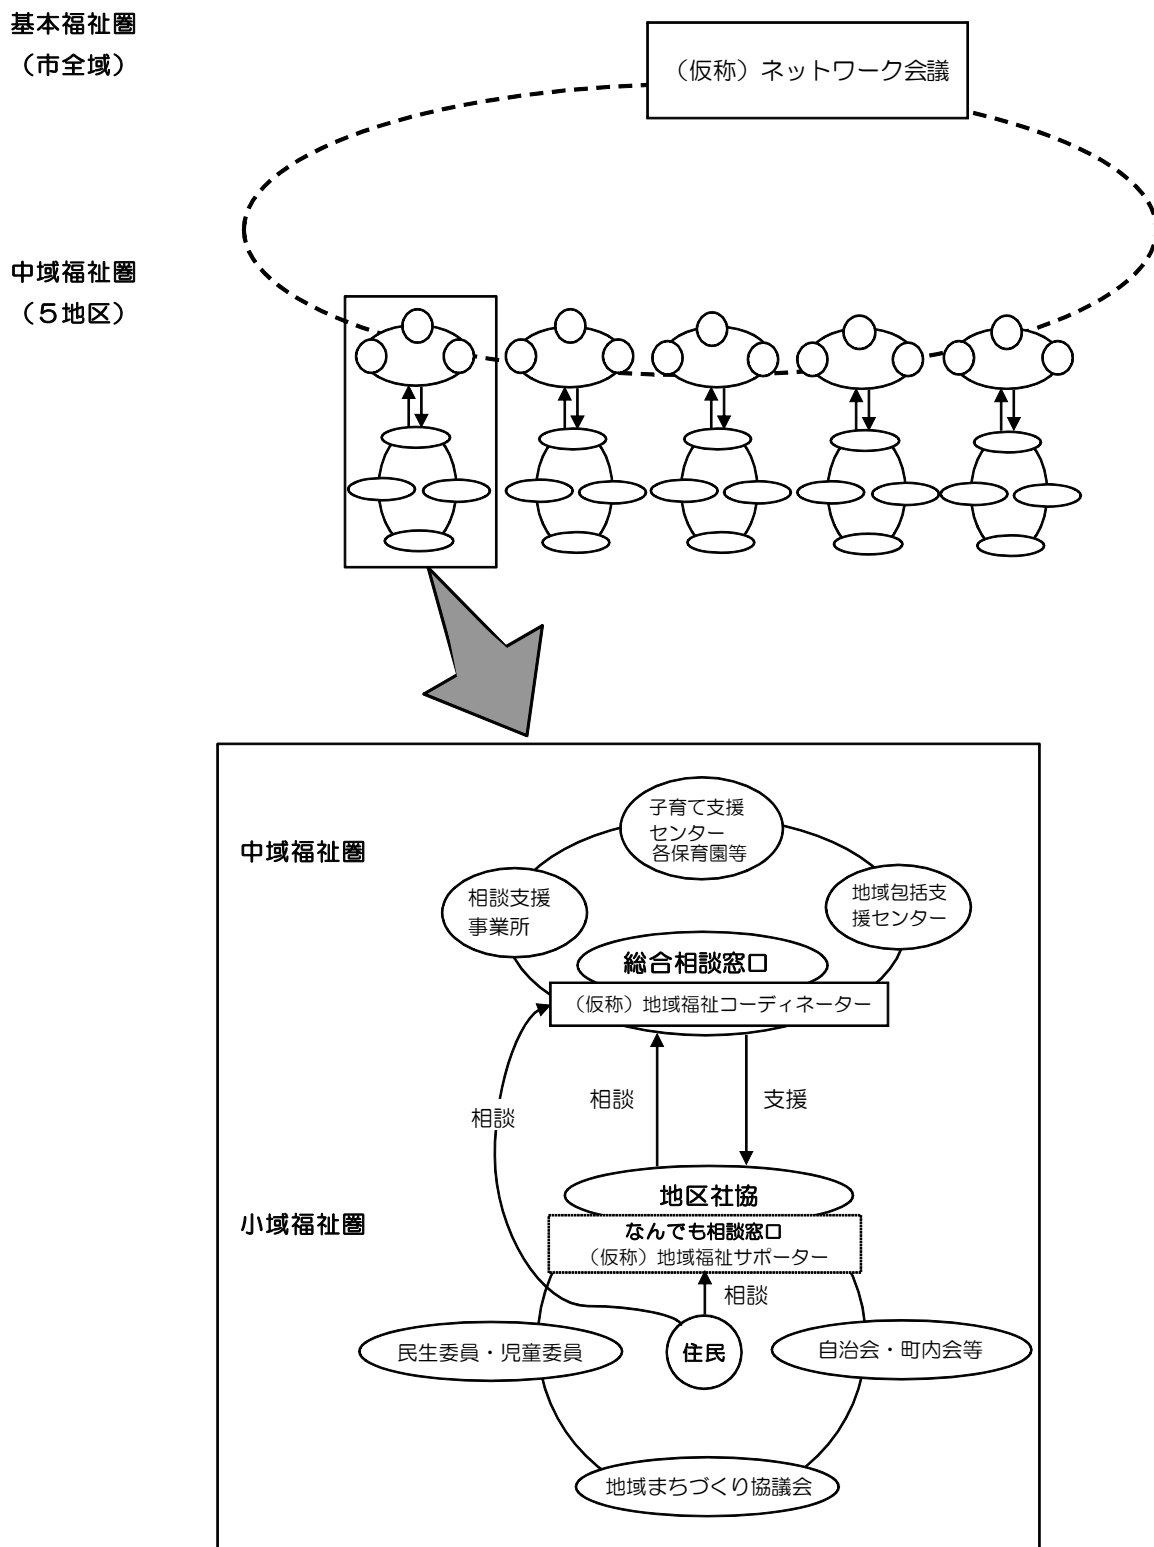 基本福祉圏
（市全域）
（仮称）ネットワーク会議
中域福祉圏
（５地区）
子育て支援
センター
各保育園等
中域福祉圏
相談支援
事業所
地域包括支
援センター
総合相談窓口
（仮称）地域福祉コーディネーター
相談
支援
相談
地区社協
小域福祉圏
なんでも相談窓口
（仮称）地域福祉サポーター
相談
民生委員・児童委員
住民
自治会・町内会等
地域まちづくり協議会